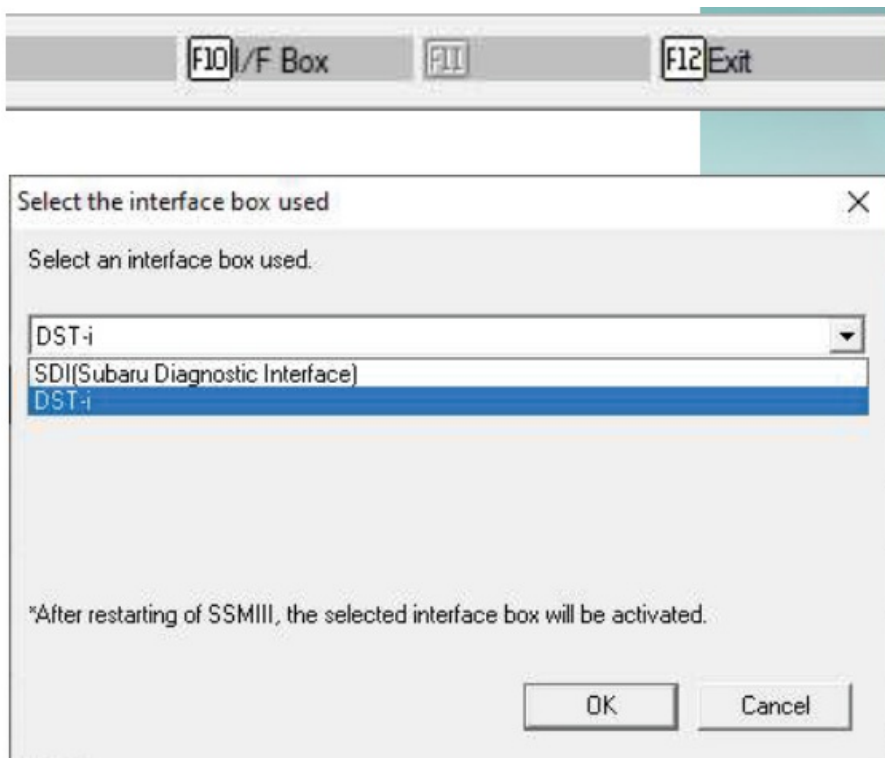 F10 I/F Box F11 F12 Exit
Select the interface box used
Select an interface box used.
DST-i
SDI(Subaru Diagnostic Interface)
DST-i
*After restarting of SSMIII, the selected interface box will be activated.
OK Cancel